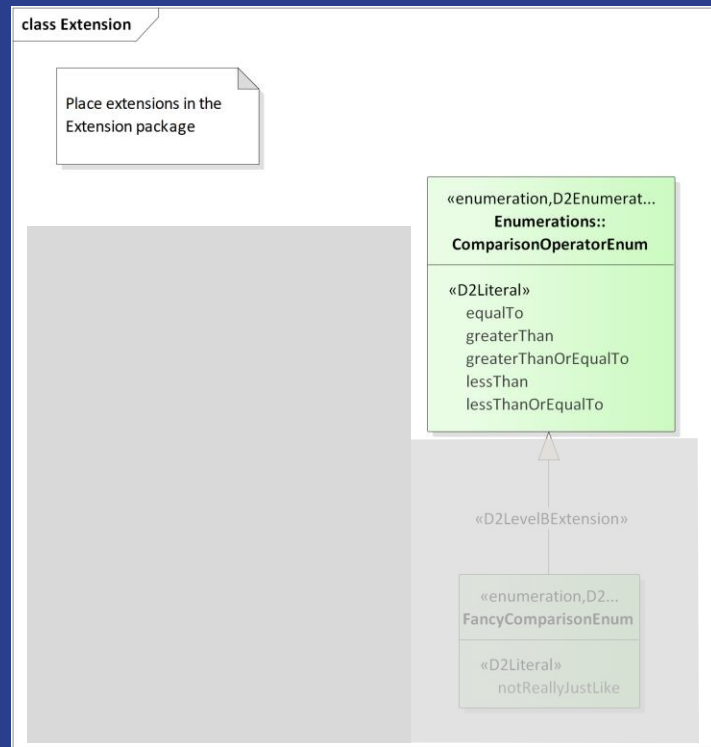 class Extension
Place extensions in the
Extension package
«enumeration,D2Enumerat...
Enumerations::
ComparisonOperatorEnum
«D2Literal»
equalTo
greaterThan
greaterThanOrEqualTo
lessThan
lessThanOrEqualTo
«D2LevelBExtension»
«enumeration,D2...
FancyComparisonEnum
«D2Literal»
notReallyJustLike